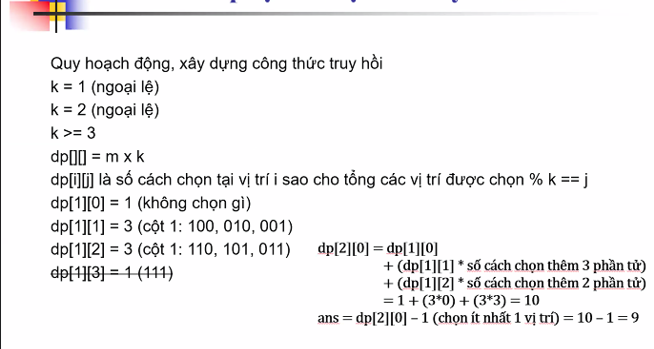 Quy hoạch động, xây dựng công thức truy hồi
k = 1 (ngoại lệ)
k = 2 (ngoại lệ)
k >= 3
dp[][] = m x k
dp[i][j] là số cách chọn tại vị trí i sao cho tổng các vị trí được chọn % k == j
dp[1][0] = 1 (không chọn gì)
dp[1][1] = 3 (cột 1: 100, 010, 001)
dp[1][2] = 3 (cột 1: 110, 101, 011)
dp[1][3] = 1 (111)
dp[2][0] = dp[1][0]
+ (dp[1][1] * số cách chọn thêm 3 phần tử)
+ (dp[1][2] * số cách chọn thêm 2 phần tử)
= 1 + (3*0) + (3*3) = 10
ans = dp[2][0] – 1 (chọn ít nhất 1 vị trí) = 10 – 1 = 9